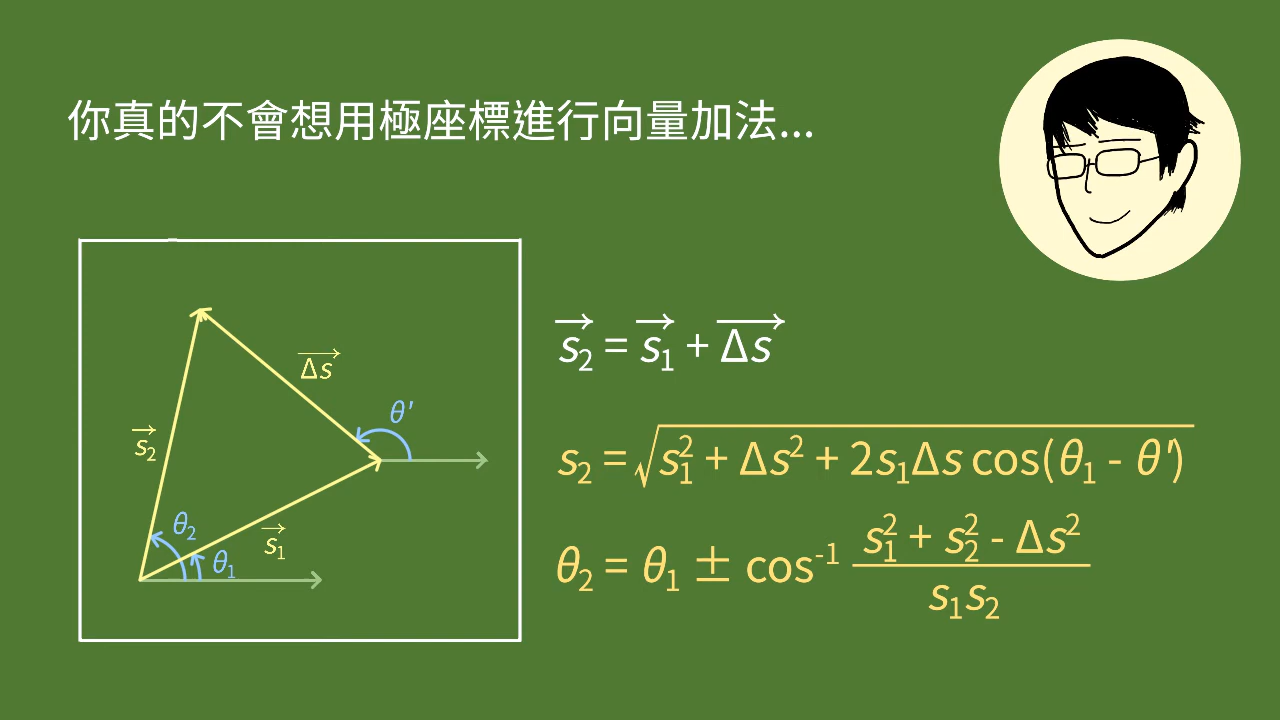 你真的不會想用極座標進行向量加法...
Δs
θ'
s₂
θ₂
s₁
θ₁
s₂ = s₁ + Δs
s₂ = √s₁² + Δs² + 2s₁Δs cos(θ₁ - θ')
θ₂ = θ₁ ± cos⁻¹ s₁² + s₂² - Δs²
s₁s₂